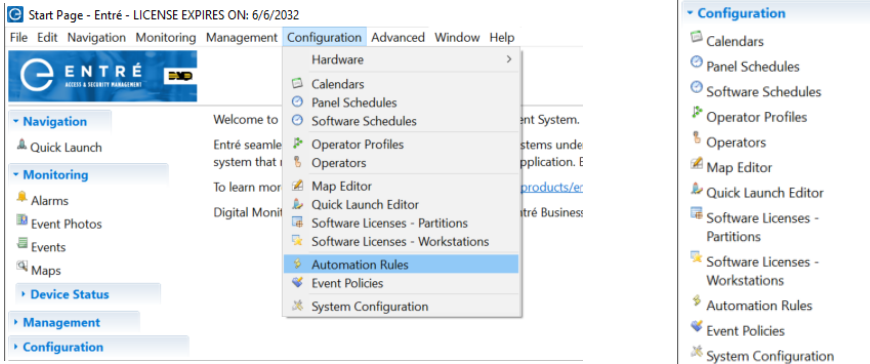 Start Page - Entré - LICENSE EXPIRES ON: 6/6/2032
File Edit Navigation Monitoring Management Configuration Advanced Window Help
ENTRÉ
ACCESS & SECURITY MANAGEMENT
Navigation
Quick Launch
Monitoring
Alarms
Event Photos
Events
Maps
Device Status
Management
Configuration
Welcome to
Entré seamle
system that
To learn mor
Digital Monit
Hardware
Calendars
Panel Schedules
Software Schedules
Operator Profiles
Operators
Map Editor
Quick Launch Editor
Software Licenses - Partitions
Software Licenses - Workstations
Automation Rules
Event Policies
System Configuration
ent System.
stems unde
pplication. E
products/en
tré Busines
Configuration
Calendars
Panel Schedules
Software Schedules
Operator Profiles
Operators
Map Editor
Quick Launch Editor
Software Licenses -
Partitions
Software Licenses -
Workstations
Automation Rules
Event Policies
System Configuration